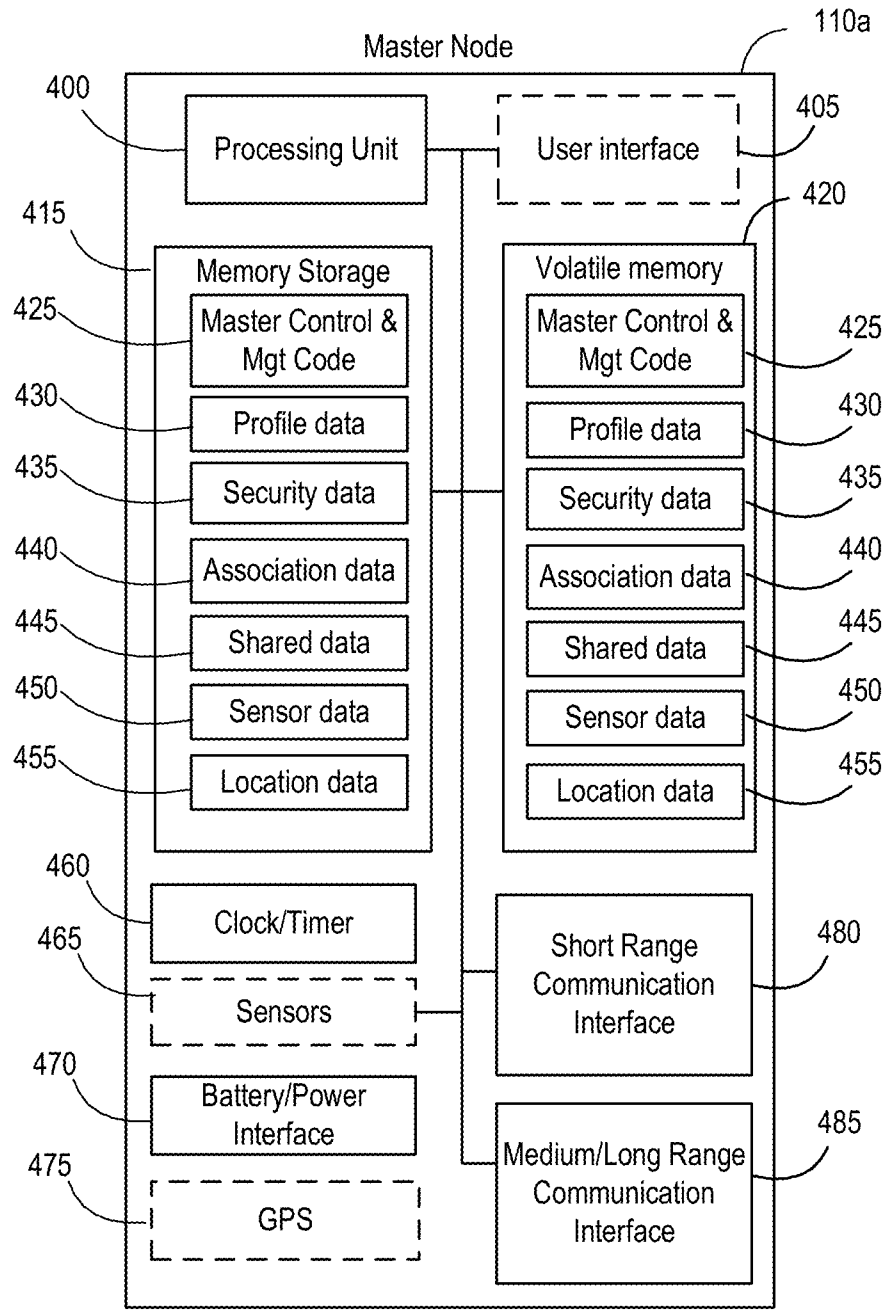 110a
Master Node
400
Processing Unit
User interface
405
415
420
Memory Storage
Volatile memory
425
Master Control &
Mgt Code
Master Control &
Mgt Code
425
430
Profile data
Profile data
430
435
Security data
Security data
435
440
Association data
Association data
440
445
Shared data
Shared data
445
450
Sensor data
Sensor data
450
455
Location data
Location data
455
460
Clock/Timer
Short Range
Communication
Interface
480
465
Sensors
470
Battery/Power
Interface
Medium/Long Range
Communication
Interface
485
475
GPS